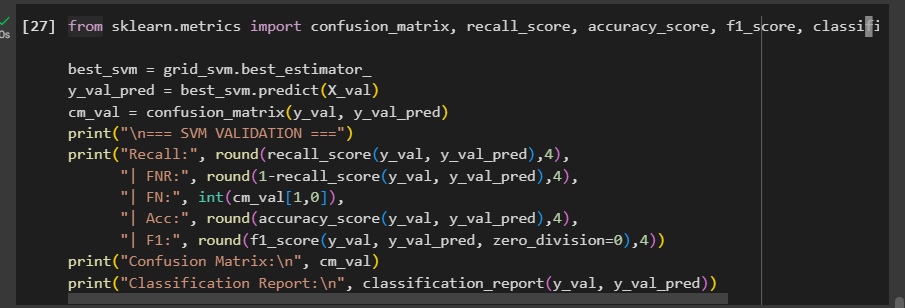 [27] from sklearn.metrics import confusion_matrix, recall_score, accuracy_score, f1_score, classifi
best_svm = grid_svm.best_estimator_
y_val_pred = best_svm.predict(X_val)
cm_val = confusion_matrix(y_val, y_val_pred)
print("\n=== SVM VALIDATION ===")
print("Recall:", round(recall_score(y_val, y_val_pred),4),
"| FNR:", round(1-recall_score(y_val, y_val_pred),4),
"| FN:", int(cm_val[1,0]),
"| Acc:", round(accuracy_score(y_val, y_val_pred),4),
"| F1:", round(f1_score(y_val, y_val_pred, zero_division=0),4))
print("Confusion Matrix:\n", cm_val)
print("Classification Report:\n", classification_report(y_val, y_val_pred))
0s